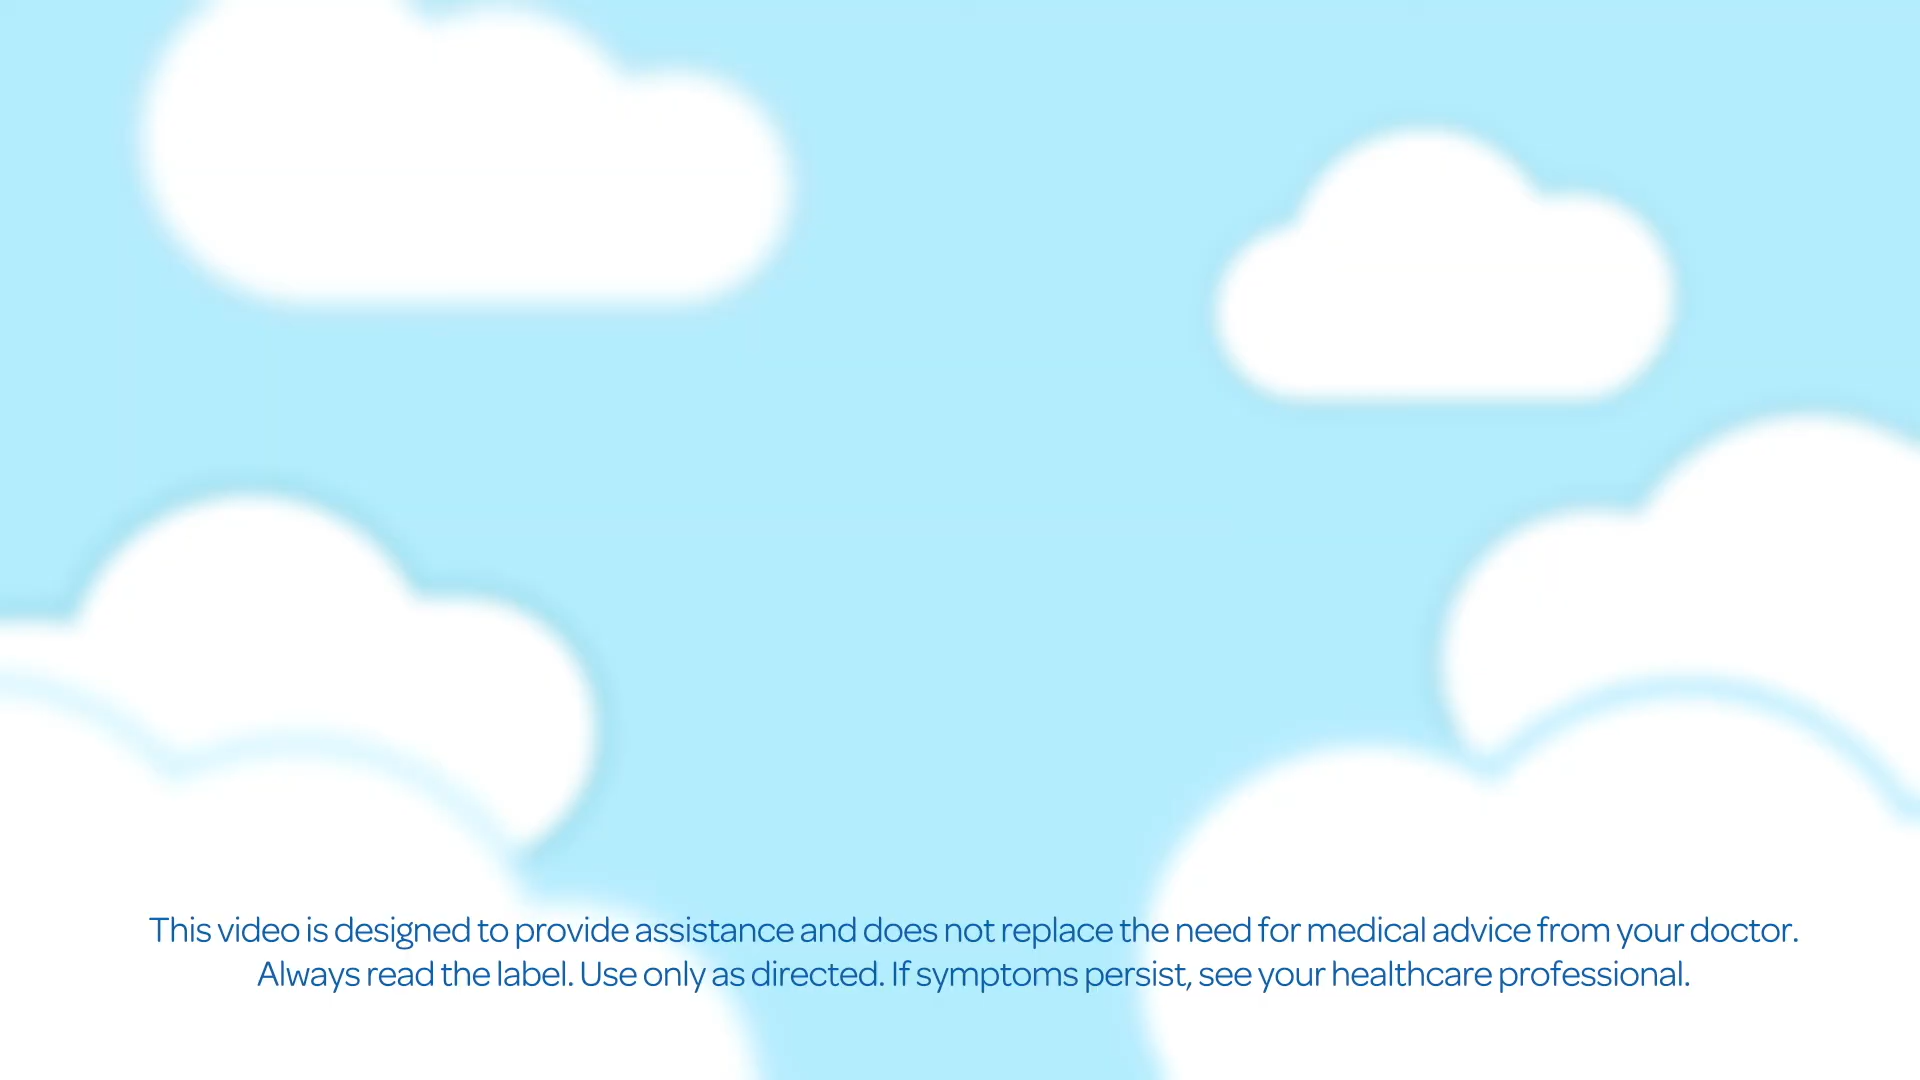 This video is designed to provide assistance and does not replace the need for medical advice from your doctor.
Always read the label. Use only as directed. If symptoms persist, see your healthcare professional.